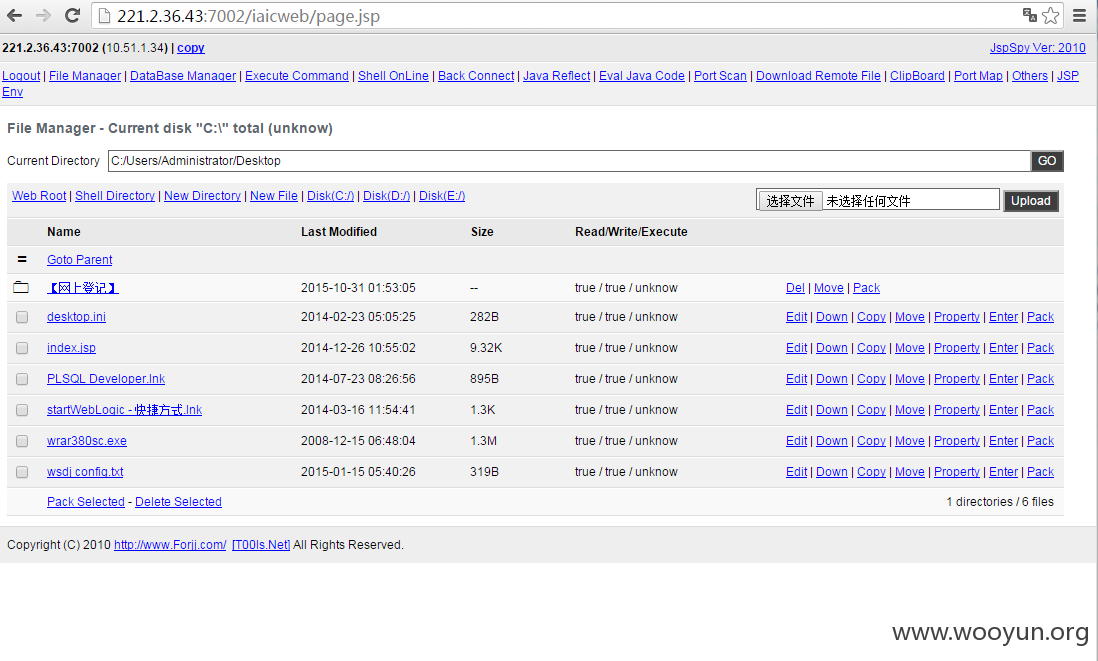 221.2.36.43:7002/iaicweb/page.jsp
221.2.36.43:7002 (10.51.1.34) | copy JspSpy Ver: 2010
Logout | File Manager | DataBase Manager | Execute Command | Shell OnLine | Back Connect | Java Reflect | Eval Java Code | Port Scan | Download Remote File | ClipBoard | Port Map | Others | JSP
Env
File Manager - Current disk "C:\" total (unknow)
Current Directory C:/Users/Administrator/Desktop GO
Web Root | Shell Directory | New Directory | New File | Disk(C:/) | Disk(D:/) | Disk(E:/) 选择文件 未选择任何文件 Upload
Name Last Modified Size Read/Write/Execute
= Goto Parent
【网上登记】 2015-10-31 01:53:05 -- true / true / unknow Del | Move | Pack
desktop.ini 2014-02-23 05:05:25 282B true / true / unknow Edit | Down | Copy | Move | Property | Enter | Pack
index.jsp 2014-12-26 10:55:02 9.32K true / true / unknow Edit | Down | Copy | Move | Property | Enter | Pack
PLSQL Developer.lnk 2014-07-23 08:26:56 895B true / true / unknow Edit | Down | Copy | Move | Property | Enter | Pack
startWebLogic - 快捷方式.lnk 2014-03-16 11:54:41 1.3K true / true / unknow Edit | Down | Copy | Move | Property | Enter | Pack
wrar380sc.exe 2008-12-15 06:48:04 1.3M true / true / unknow Edit | Down | Copy | Move | Property | Enter | Pack
wsdj config.txt 2015-01-15 05:40:26 319B true / true / unknow Edit | Down | Copy | Move | Property | Enter | Pack
Pack Selected - Delete Selected 1 directories / 6 files
Copyright (C) 2010 http://www.Forjj.com/ [T00ls.Net] All Rights Reserved.
www.wooyun.org